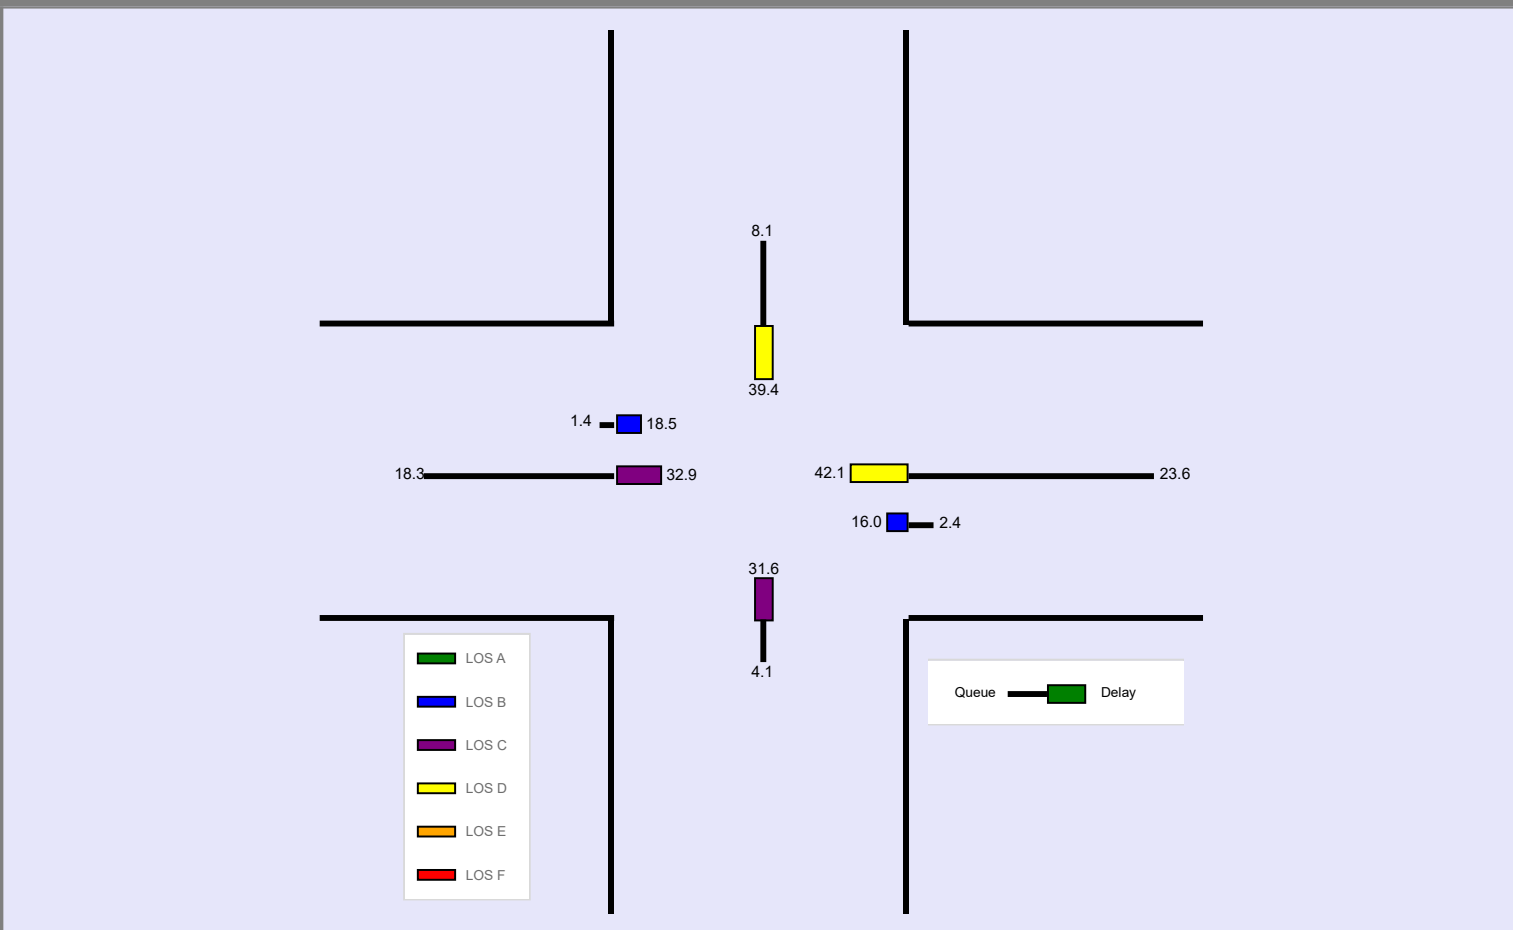 8.1
39.4
1.4 18.5
18.3 32.9
42.1 23.6
16.0 2.4
31.6
4.1
LOS A
LOS B
LOS C
LOS D
LOS E
LOS F
Queue Delay